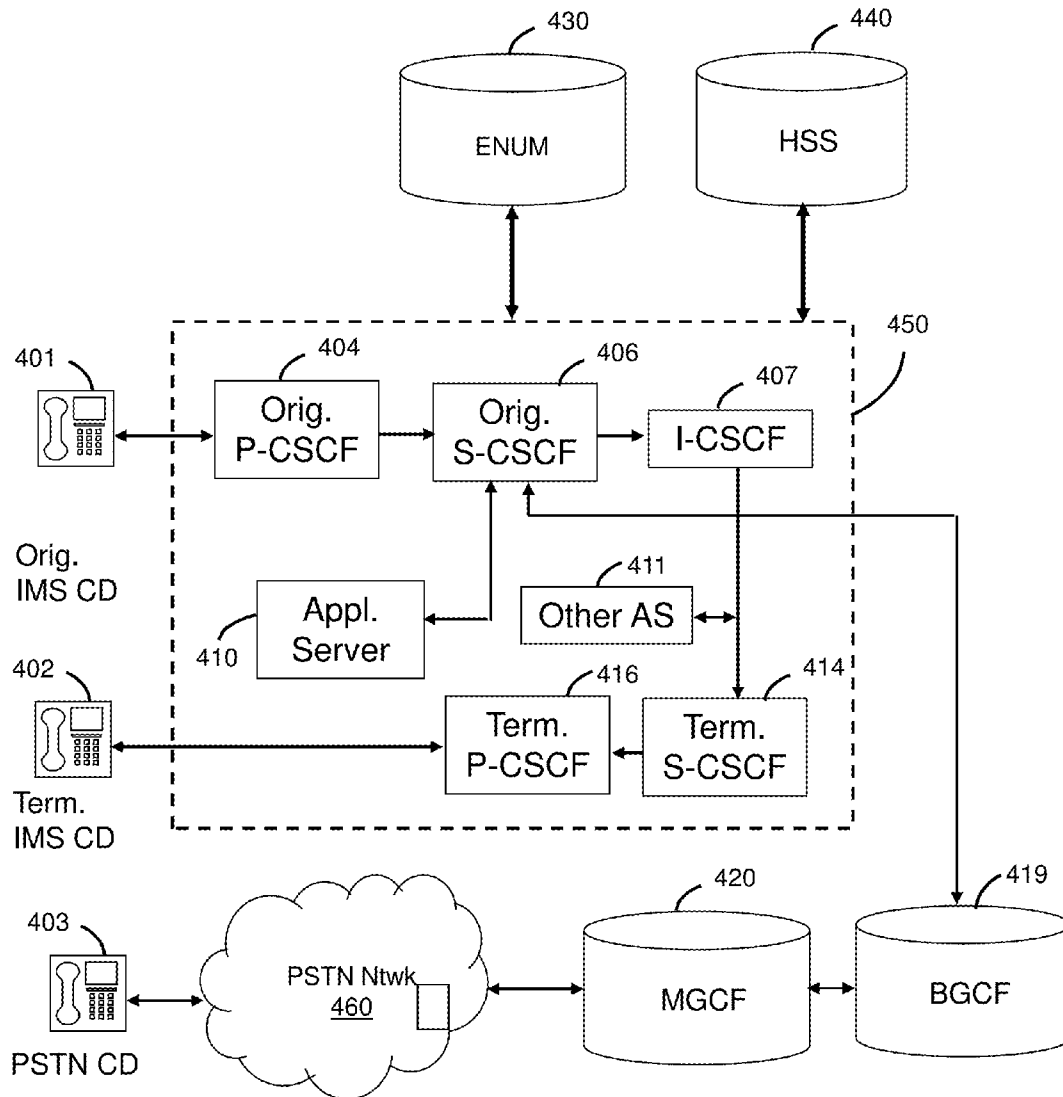 430
440
ENUM
HSS
450
401
404
406
407
Orig.
P-CSCF
Orig.
S-CSCF
I-CSCF
Orig.
IMS CD
411
Other AS
Appl.
Server
410
402
416
414
Term.
P-CSCF
Term.
S-CSCF
Term.
IMS CD
420
419
403
PSTN Ntwk
460
MGCF
BGCF
PSTN CD